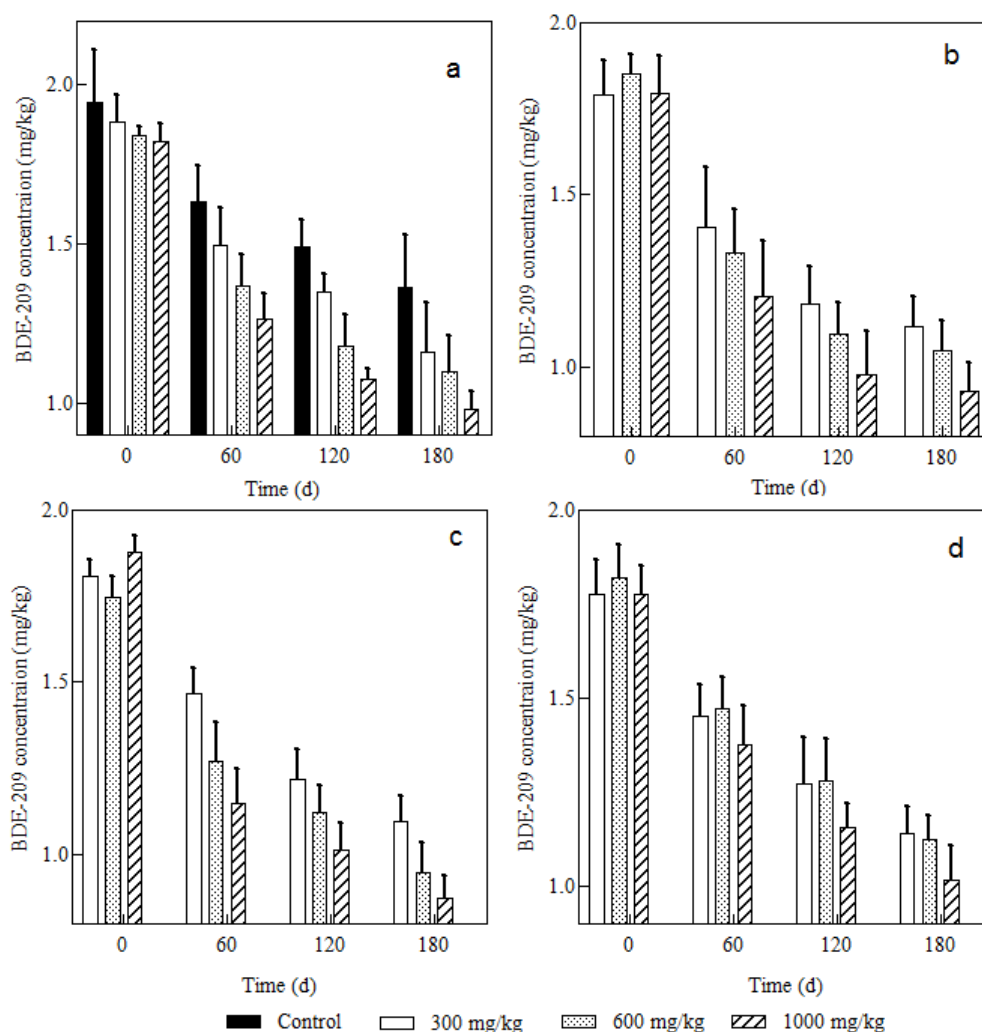 a
BDE-209 concentraion (mg/kg)
2.0
1.5
1.0
0 60 120 180
Time (d)
b
BDE-209 concentraion (mg/kg)
2.0
1.5
1.0
0 60 120 180
Time (d)
c
BDE-209 concentraion (mg/kg)
2.0
1.5
1.0
0 60 120 180
Time (d)
d
BDE-209 concentraion (mg/kg)
2.0
1.5
1.0
0 60 120 180
Time (d)
Control 300 mg/kg 600 mg/kg 1000 mg/kg